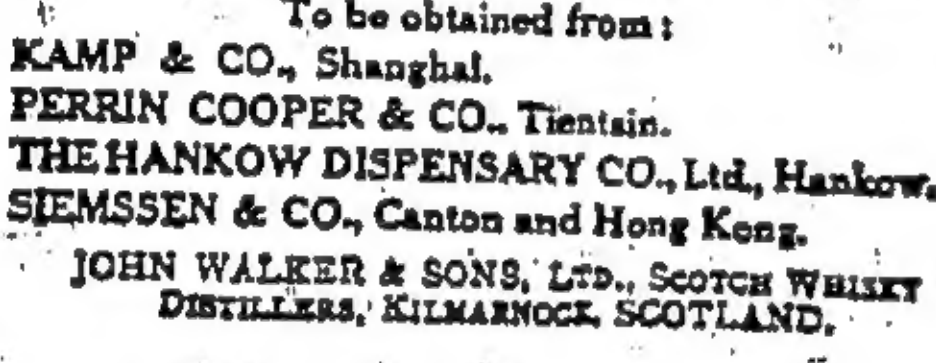 To be obtained from:
KAMP & CO., Shanghai.
PERRIN COOPER & CO., Tientsin.
THE HANKOW DISPENSARY CO., Ltd., Hankow.
SIEMSSEN & CO., Canton and Hong Kong.
JOHN WALKER & SONS, LTD., SCOTCH WHISKY
DISTILLERS, KILMARNOCK, SCOTLAND.